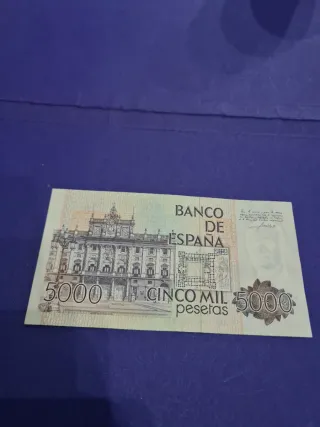 BANCO
DE
ESPAÑA
5000
CINCO MIL
pesetas
5000